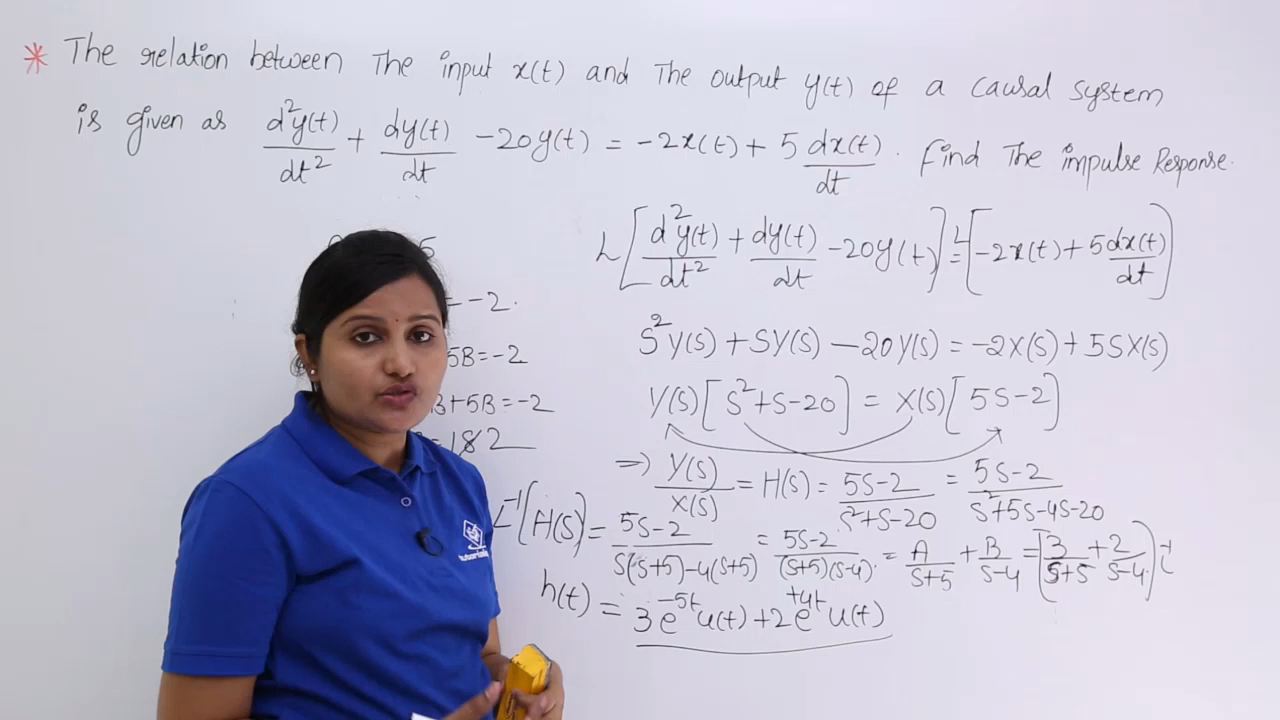 * The relation between The input x(t) and The output y(t) of a causal system
is given as d²y(t)/dt² + dy(t)/dt - 20y(t) = -2x(t) + 5 dx(t)/dt . Find The impulse Response.
5
- -2.
5B = -2
B + 5B = -2
= 18 2
L[d²y(t)/dt² + dy(t)/dt - 20y(t)] = L[-2x(t) + 5dx(t)/dt]
S²Y(S) + SY(S) - 20Y(S) = -2X(S) + 5SX(S)
Y(S)[S² + S - 20] = X(S)[5S - 2]
⇒ Y(S)/X(S) = H(S) = 5S-2/S²+S-20 = 5S-2/S²+5S-4S-20
L⁻¹[H(S)] = 5S-2/S(S+5)-4(S+5) = 5S-2/(S+5)(S-4) = A/S+5 + B/S-4 = [3/S+5 + 2/S-4] L⁻¹
h(t) = 3e^-5t u(t) + 2e^+4t u(t)